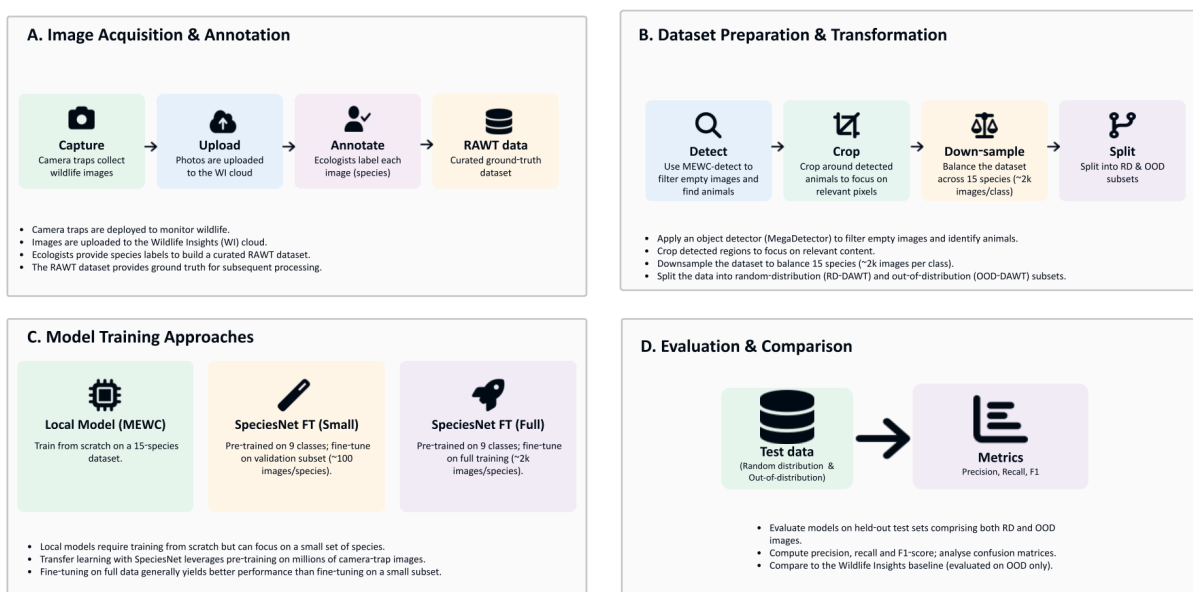 A. Image Acquisition & Annotation
Capture
Camera traps collect
wildlife images
Upload
Photos are uploaded
to the WI cloud
Annotate
Ecologists label each
image (species)
RAWT data
Curated ground-truth
dataset
• Camera traps are deployed to monitor wildlife.
• Images are uploaded to the Wildlife Insights (WI) cloud.
• Ecologists provide species labels to build a curated RAWT dataset.
• The RAWT dataset provides ground truth for subsequent processing.
B. Dataset Preparation & Transformation
Detect
Use MEWC-detect to
filter empty images and
find animals
Crop
Crop around detected
animals to focus on
relevant pixels
Down-sample
Balance the dataset
across 15 species (~2k
images/class)
Split
Split into RD & OOD
subsets
• Apply an object detector (MegaDetector) to filter empty images and identify animals.
• Crop detected regions to focus on relevant content.
• Downsample the dataset to balance 15 species (~2k images per class).
• Split the data into random-distribution (RD-DAWT) and out-of-distribution (OOD-DAWT) subsets.
C. Model Training Approaches
Local Model (MEWC)
Train from scratch on a 15-species
dataset.
SpeciesNet FT (Small)
Pre-trained on 9 classes; fine-tune
on validation subset (~100
images/species).
SpeciesNet FT (Full)
Pre-trained on 9 classes; fine-tune
on full training (~2k
images/species).
• Local models require training from scratch but can focus on a small set of species.
• Transfer learning with SpeciesNet leverages pre-training on millions of camera-trap images.
• Fine-tuning on full data generally yields better performance than fine-tuning on a small subset.
D. Evaluation & Comparison
Test data
(Random distribution &
Out-of-distribution)
Metrics
Precision, Recall, F1
• Evaluate models on held-out test sets comprising both RD and OOD
images.
• Compute precision, recall and F1-score; analyse confusion matrices.
• Compare to the Wildlife Insights baseline (evaluated on OOD only).